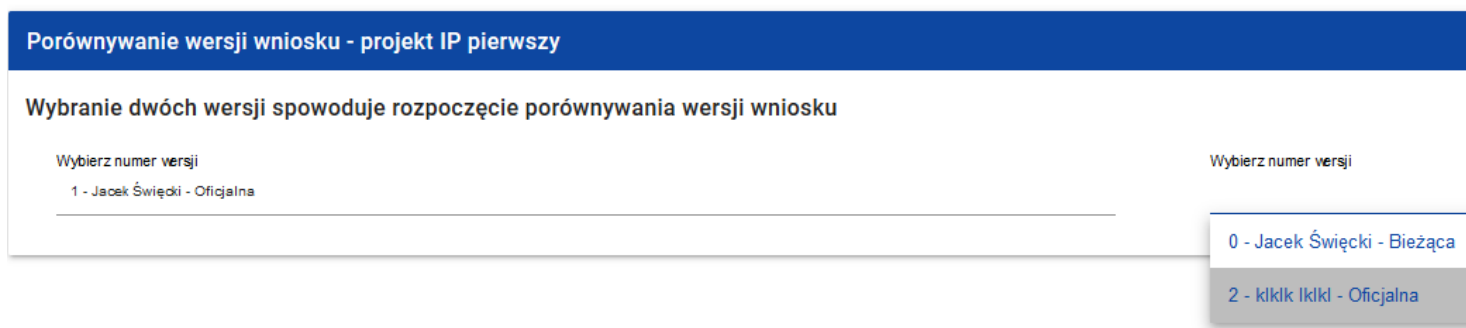 Porównywanie wersji wniosku - projekt IP pierwszy
Wybranie dwóch wersji spowoduje rozpoczęcie porównywania wersji wniosku
Wybierz numer wersji
1 - Jacek Święcki - Oficjalna
Wybierz numer wersji
0 - Jacek Święcki - Bieżąca
2 - klklk lklkl - Oficjalna